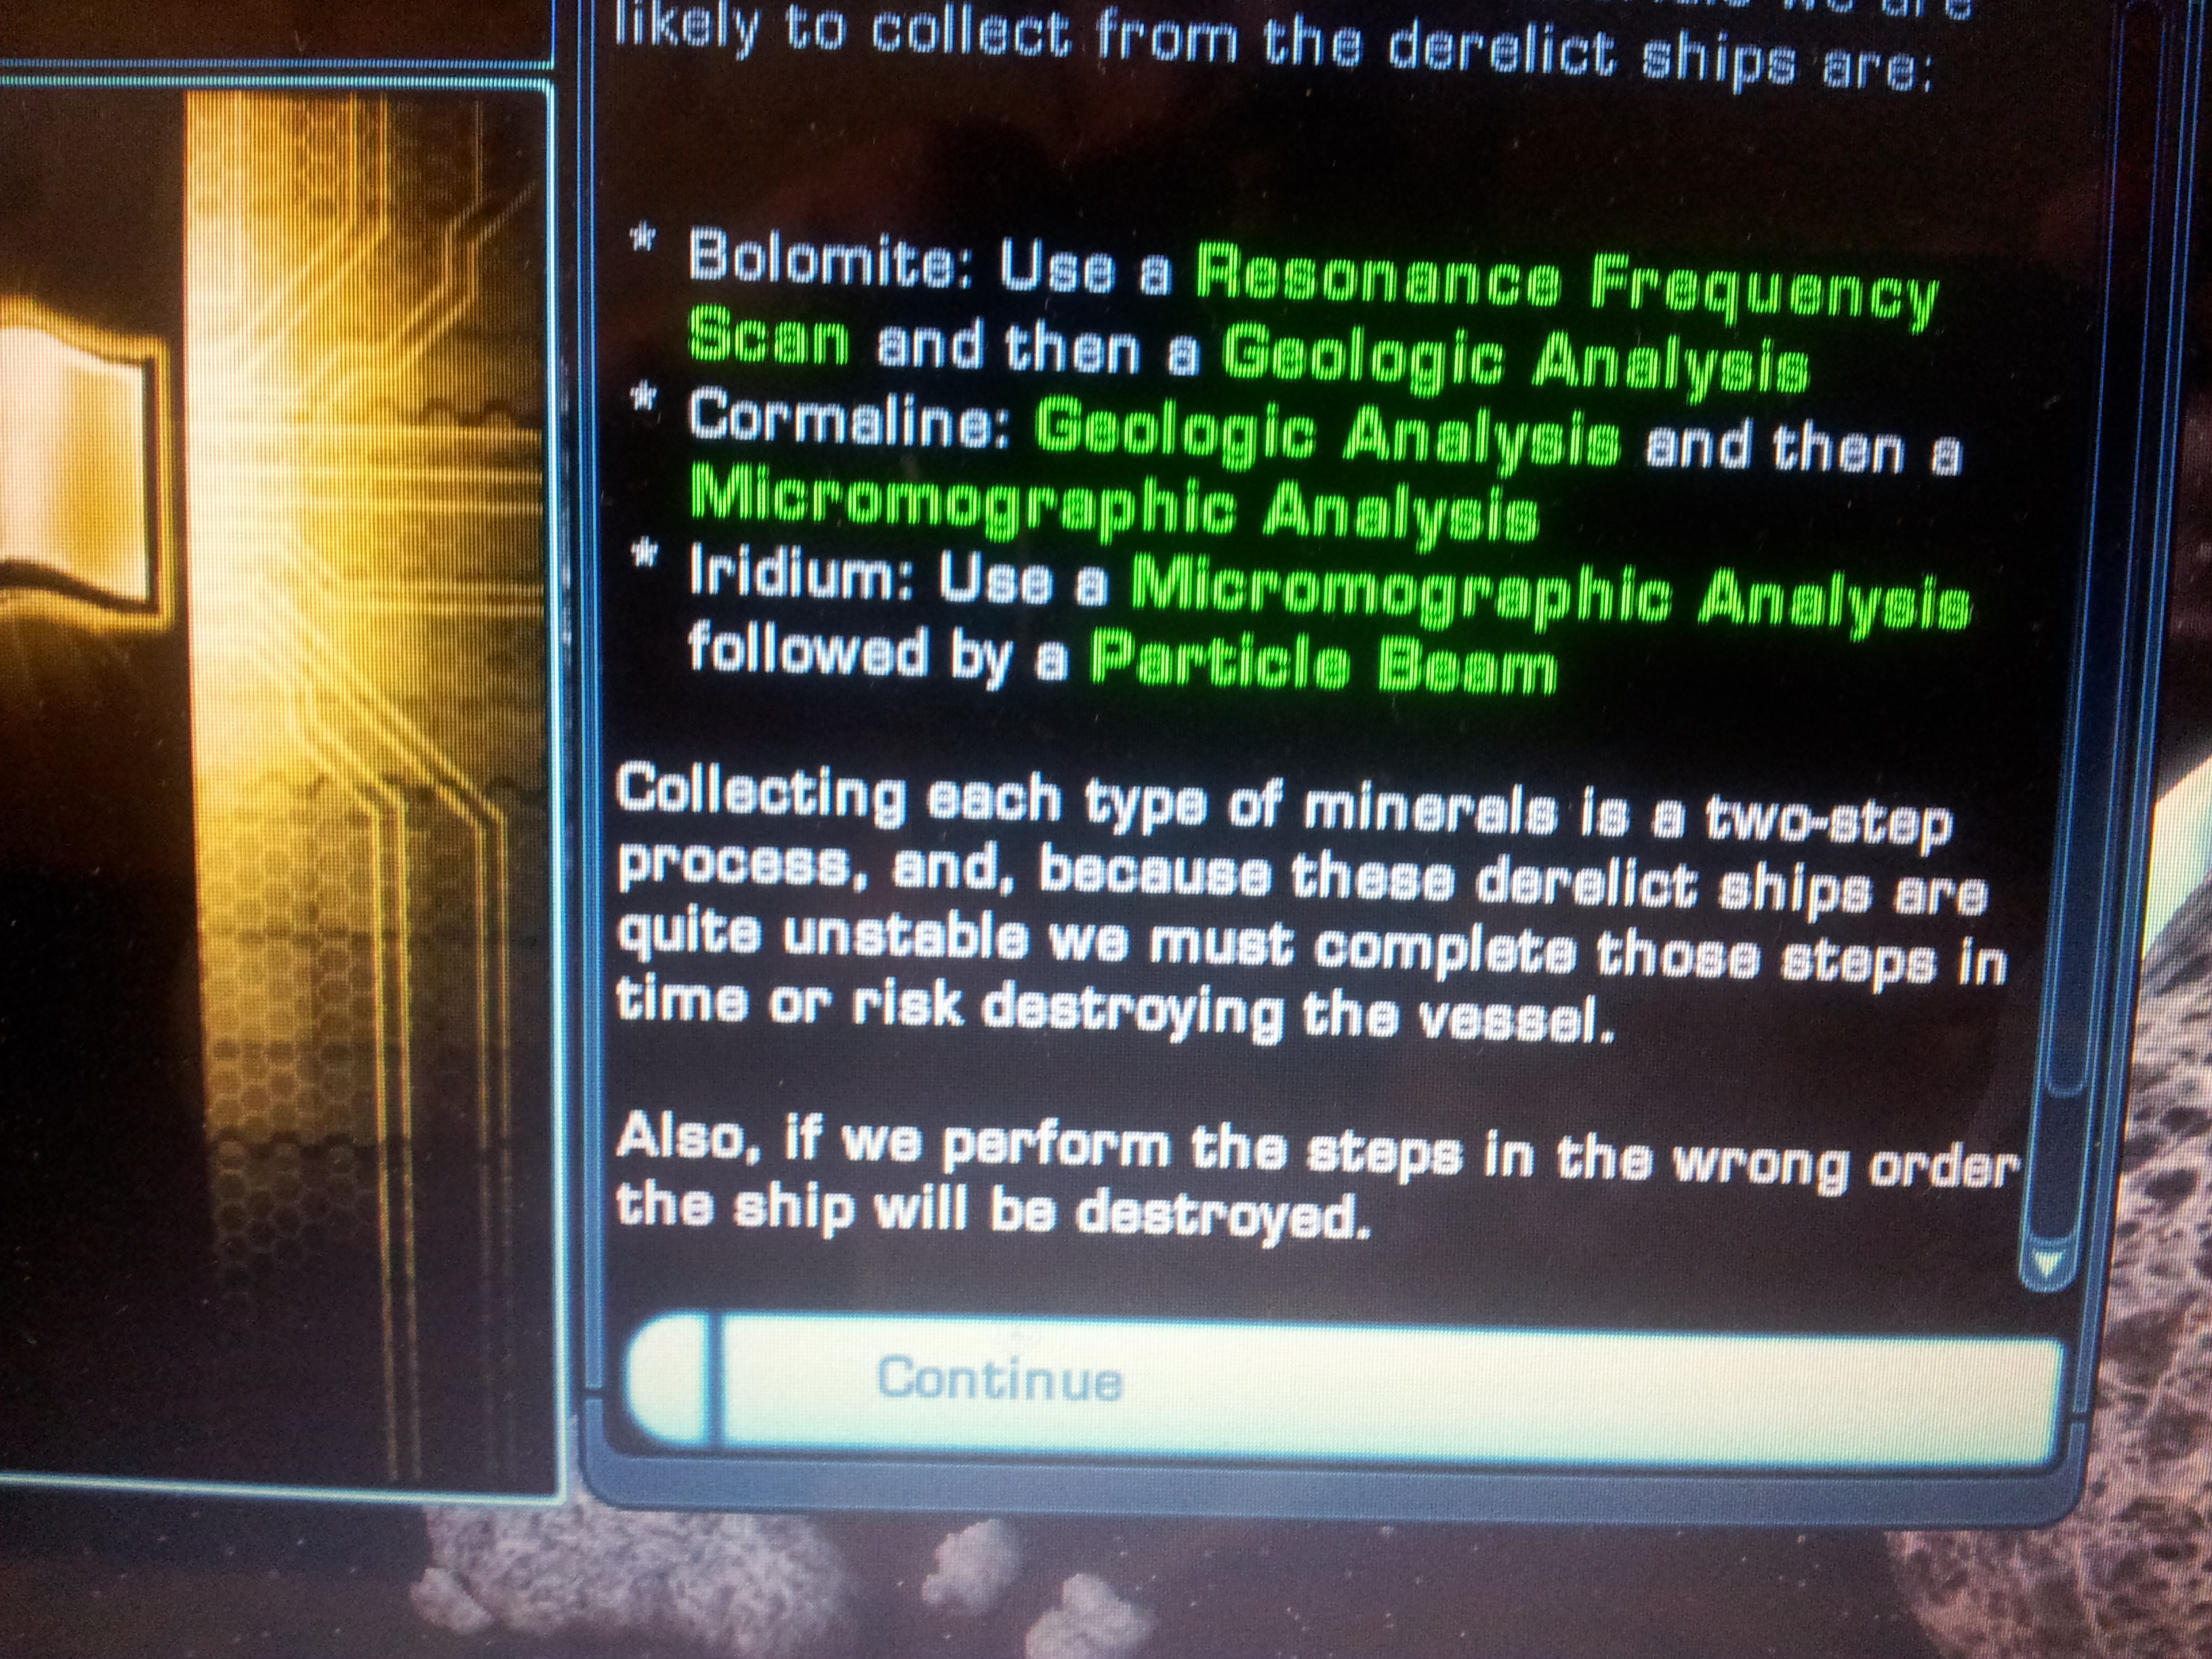 we are
likely to collect from the derelict ships are:
* Bolomite: Use a Resonance Frequency
Scan and then a Geologic Analysis
* Cormaline: Geologic Analysis and then a
Micromographic Analysis
* Iridium: Use a Micromographic Analysis
followed by a Particle Beam
Collecting each type of minerals is a two-step
process, and, because these derelict ships are
quite unstable we must complete those steps in
time or risk destroying the vessel.
Also, if we perform the steps in the wrong order
the ship will be destroyed.
Continue